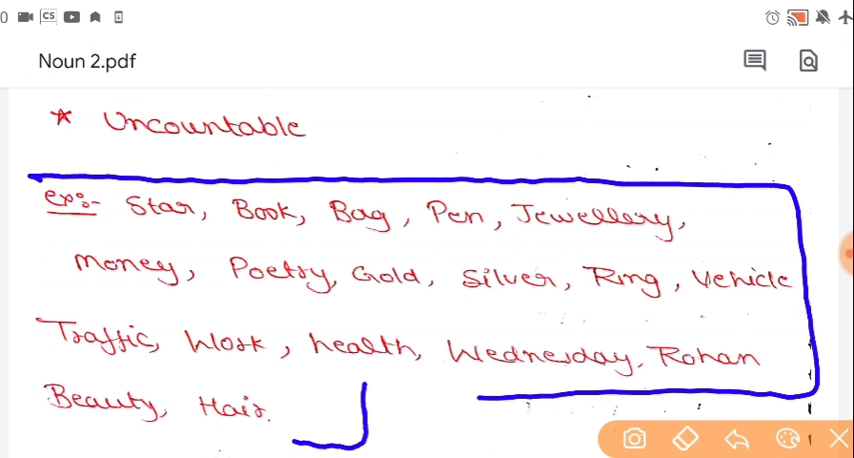 CS
Noun 2.pdf
* Uncountable
ex:- Star, Book, Bag, Pen, Jewellery,
Money, Poetry, Gold, Silver, Ring, Vehicle
Traffic, Work, health, Wednesday, Rohan
Beauty, Hair.